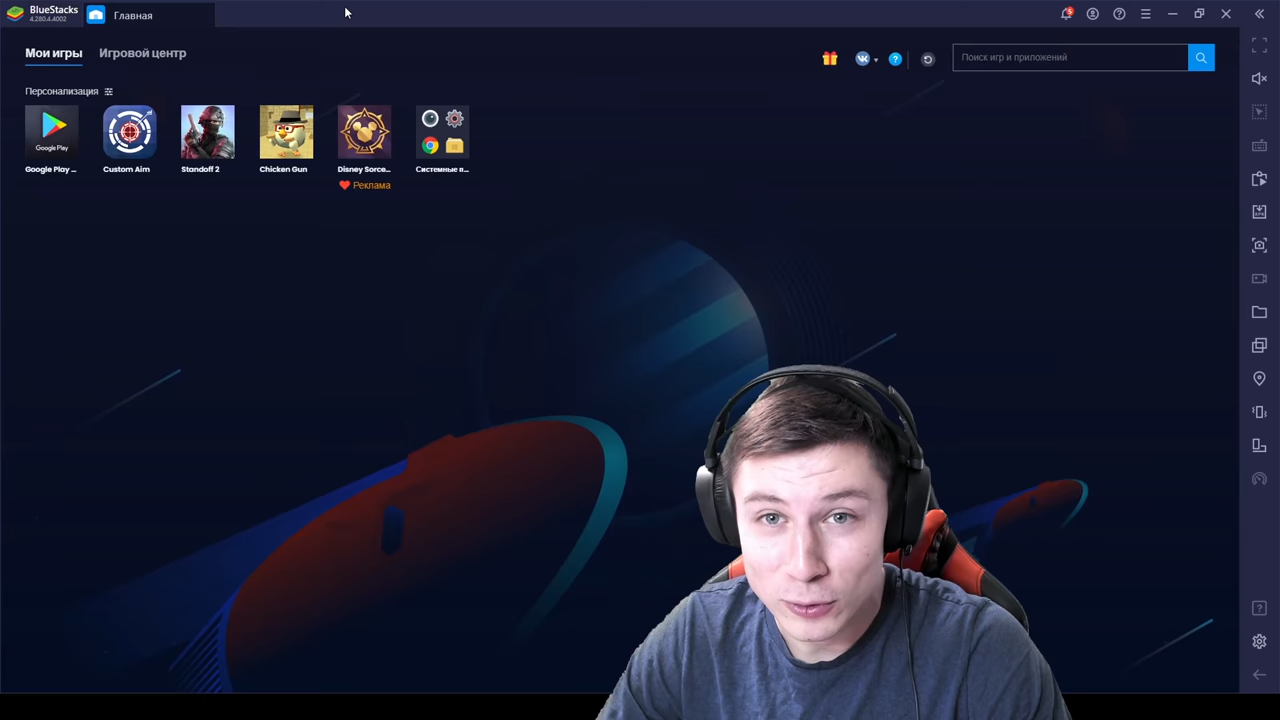 BlueStacks
4.280.4.4002
Главная
5
Мои игры
Игровой центр
Поиск игр и приложений
Персонализация
Google Play
Google Play ...
Custom Aim
Standoff 2
Chicken Gun
Disney Sorce...
Системные п...
Реклама